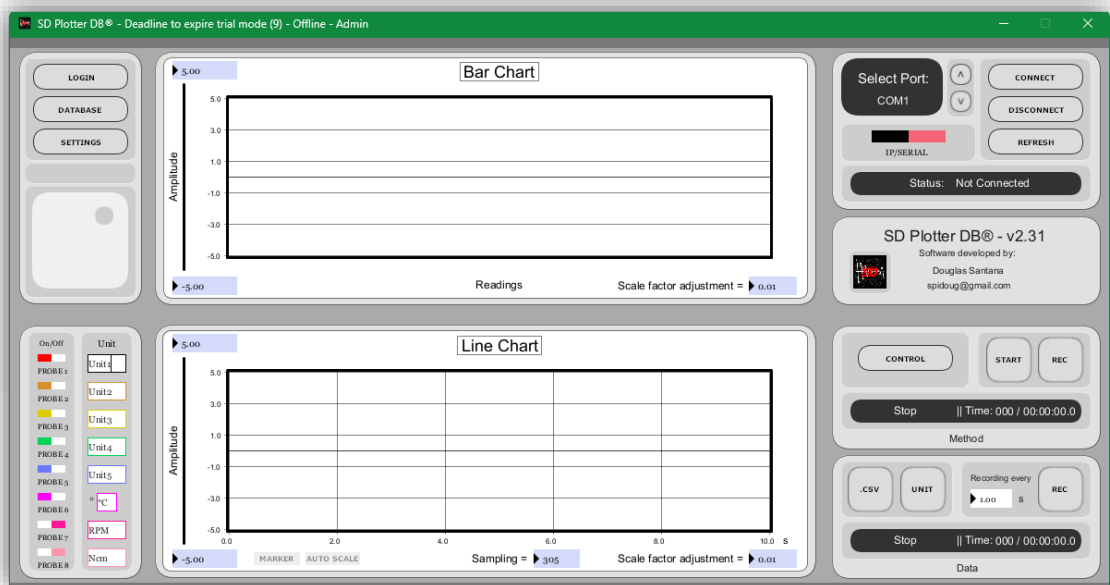 SD Plotter DB® - Deadline to expire trial mode (9) - Offline - Admin
LOGIN
DATABASE
SETTINGS
5.00
Bar Chart
Amplitude
5.0
3.0
1.0
-1.0
-3.0
-5.0
-5.00
Readings
Scale factor adjustment = 0.01
Select Port:
COM1
IP/SERIAL
CONNECT
DISCONNECT
REFRESH
Status: Not Connected
SD Plotter DB® - v2.31
Software developed by:
Douglas Santana
spidoug@gmail.com
On/Off
Unit
PROBE 1
Unit1
PROBE 2
Unit2
PROBE 3
Unit3
PROBE 4
Unit4
PROBE 5
Unit5
PROBE 6
° °C
PROBE 7
RPM
PROBE 8
Ncm
5.00
Line Chart
Amplitude
5.0
3.0
1.0
-1.0
-3.0
-5.0
0.0 2.0 4.0 6.0 8.0 10.0 s
-5.00
MARKER
AUTO SCALE
Sampling = 305
Scale factor adjustment = 0.01
CONTROL
START
REC
Stop || Time: 000 / 00:00:00.0
Method
.CSV
UNIT
Recording every
1.00 s
REC
Stop || Time: 000 / 00:00:00.0
Data